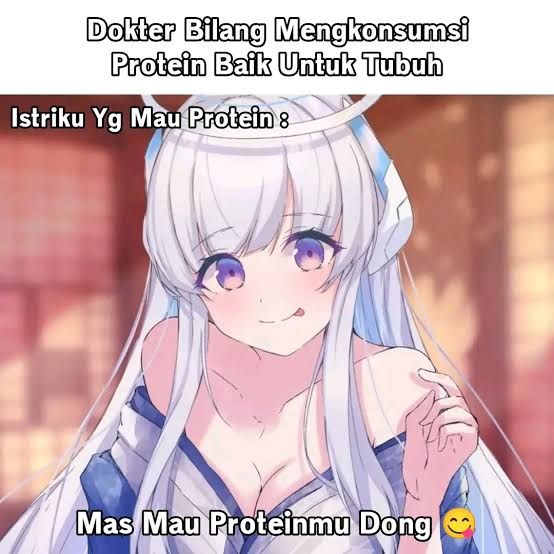 Dokter Bilang Mengkonsumsi
Protein Baik Untuk Tubuh
Istriku Yg Mau Protein :
Mas Mau Proteinmu Dong 😋